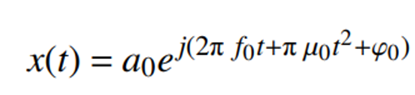 x(t) = a₀e^{j(2π f₀t+π μ₀t²+φ₀)}